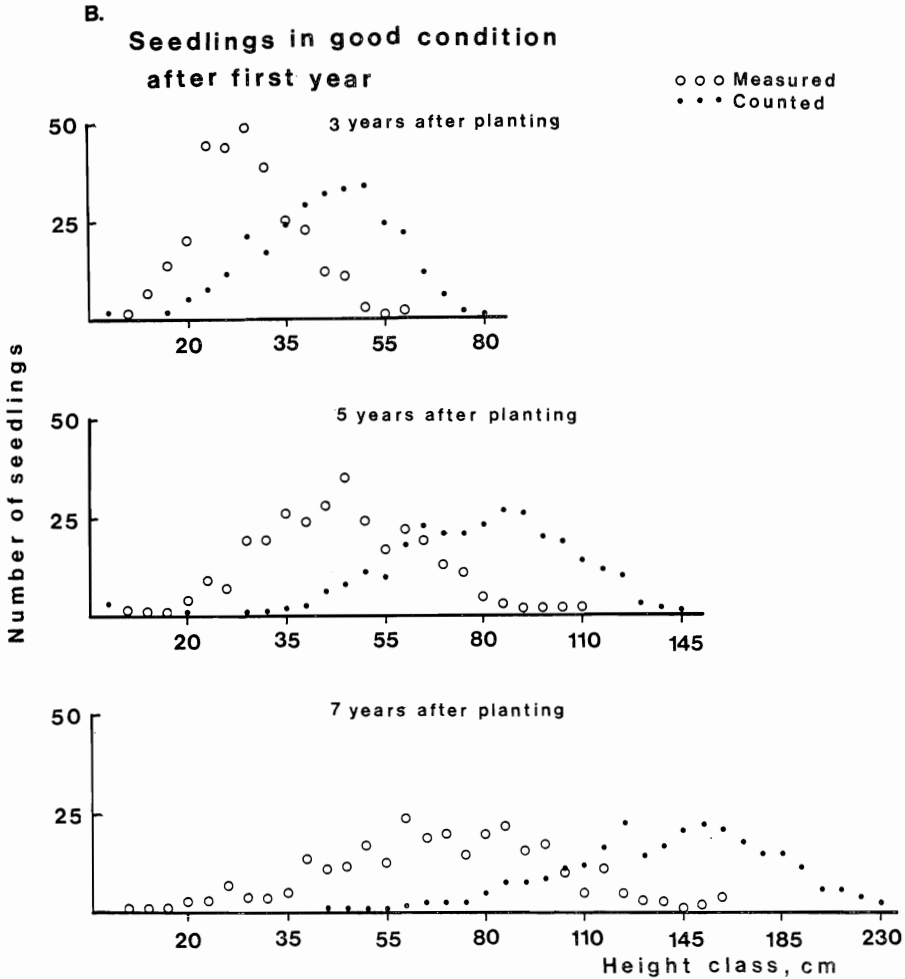 B.
Seedlings in good condition
after first year
Measured
Counted
3 years after planting
50
25
20 35 55 80
5 years after planting
50
25
20 35 55 80 110 145
7 years after planting
50
25
20 35 55 80 110 145 185 230
Height class, cm
Number of seedlings